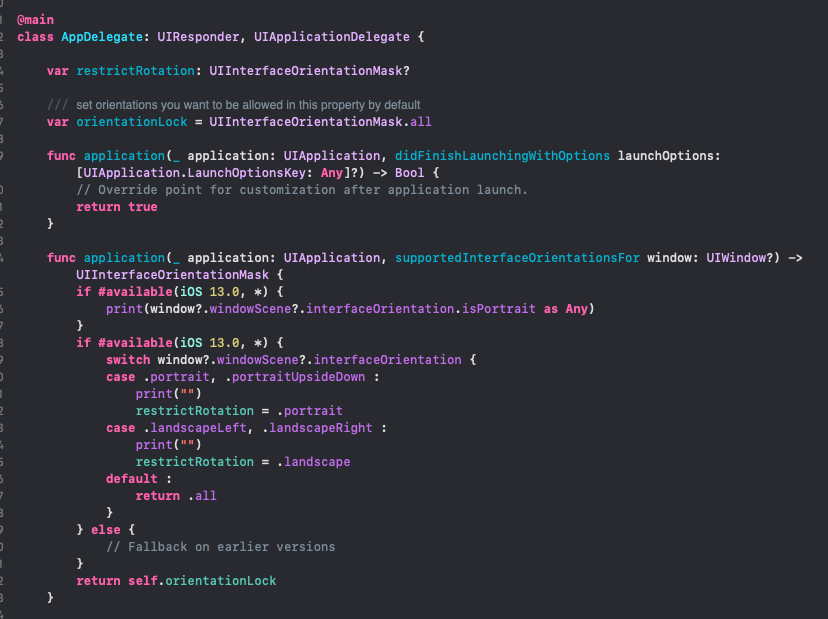 @main
class AppDelegate: UIResponder, UIApplicationDelegate {
    var restrictRotation: UIInterfaceOrientationMask?
    /// set orientations you want to be allowed in this property by default
    var orientationLock = UIInterfaceOrientationMask.all
    func application(_ application: UIApplication, didFinishLaunchingWithOptions launchOptions:
        [UIApplication.LaunchOptionsKey: Any]?) -> Bool {
        // Override point for customization after application launch.
        return true
    }
    func application(_ application: UIApplication, supportedInterfaceOrientationsFor window: UIWindow?) ->
        UIInterfaceOrientationMask {
        if #available(iOS 13.0, *) {
            print(window?.windowScene?.interfaceOrientation.isPortrait as Any)
        }
        if #available(iOS 13.0, *) {
            switch window?.windowScene?.interfaceOrientation {
            case .portrait, .portraitUpsideDown :
                print("")
                restrictRotation = .portrait
            case .landscapeLeft, .landscapeRight :
                print("")
                restrictRotation = .landscape
            default :
                return .all
            }
        } else {
            // Fallback on earlier versions
        }
        return self.orientationLock
    }